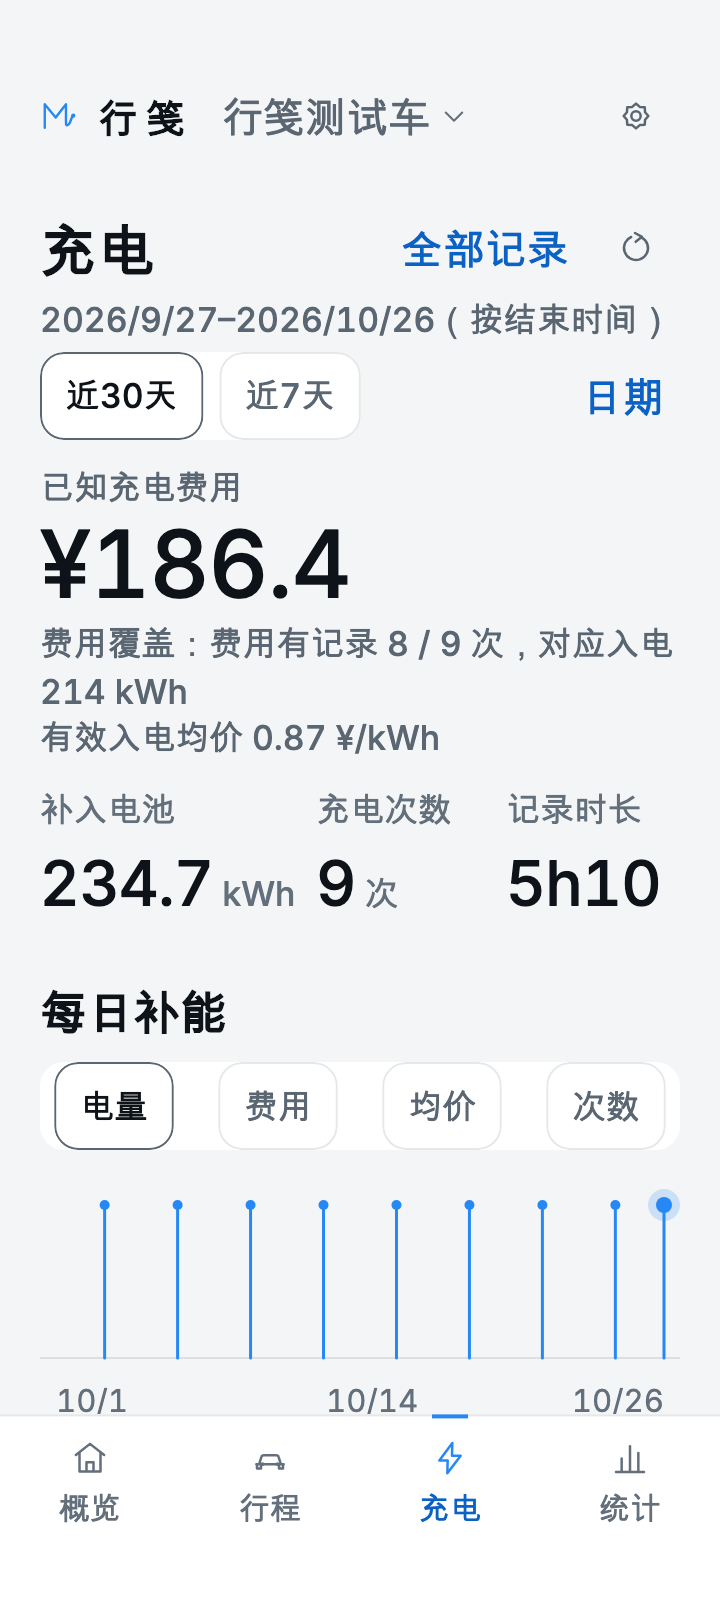 行笺 行笺测试车
充电 全部记录
2026/9/27–2026/10/26（按结束时间）
近30天 近7天 日期
已知充电费用
¥186.4
费用覆盖：费用有记录 8 / 9 次，对应入电
214 kWh
有效入电均价 0.87 ¥/kWh
补入电池 充电次数 记录时长
234.7 kWh 9 次 5h10
每日补能
电量 费用 均价 次数
10/1 10/14 10/26
概览 行程 充电 统计